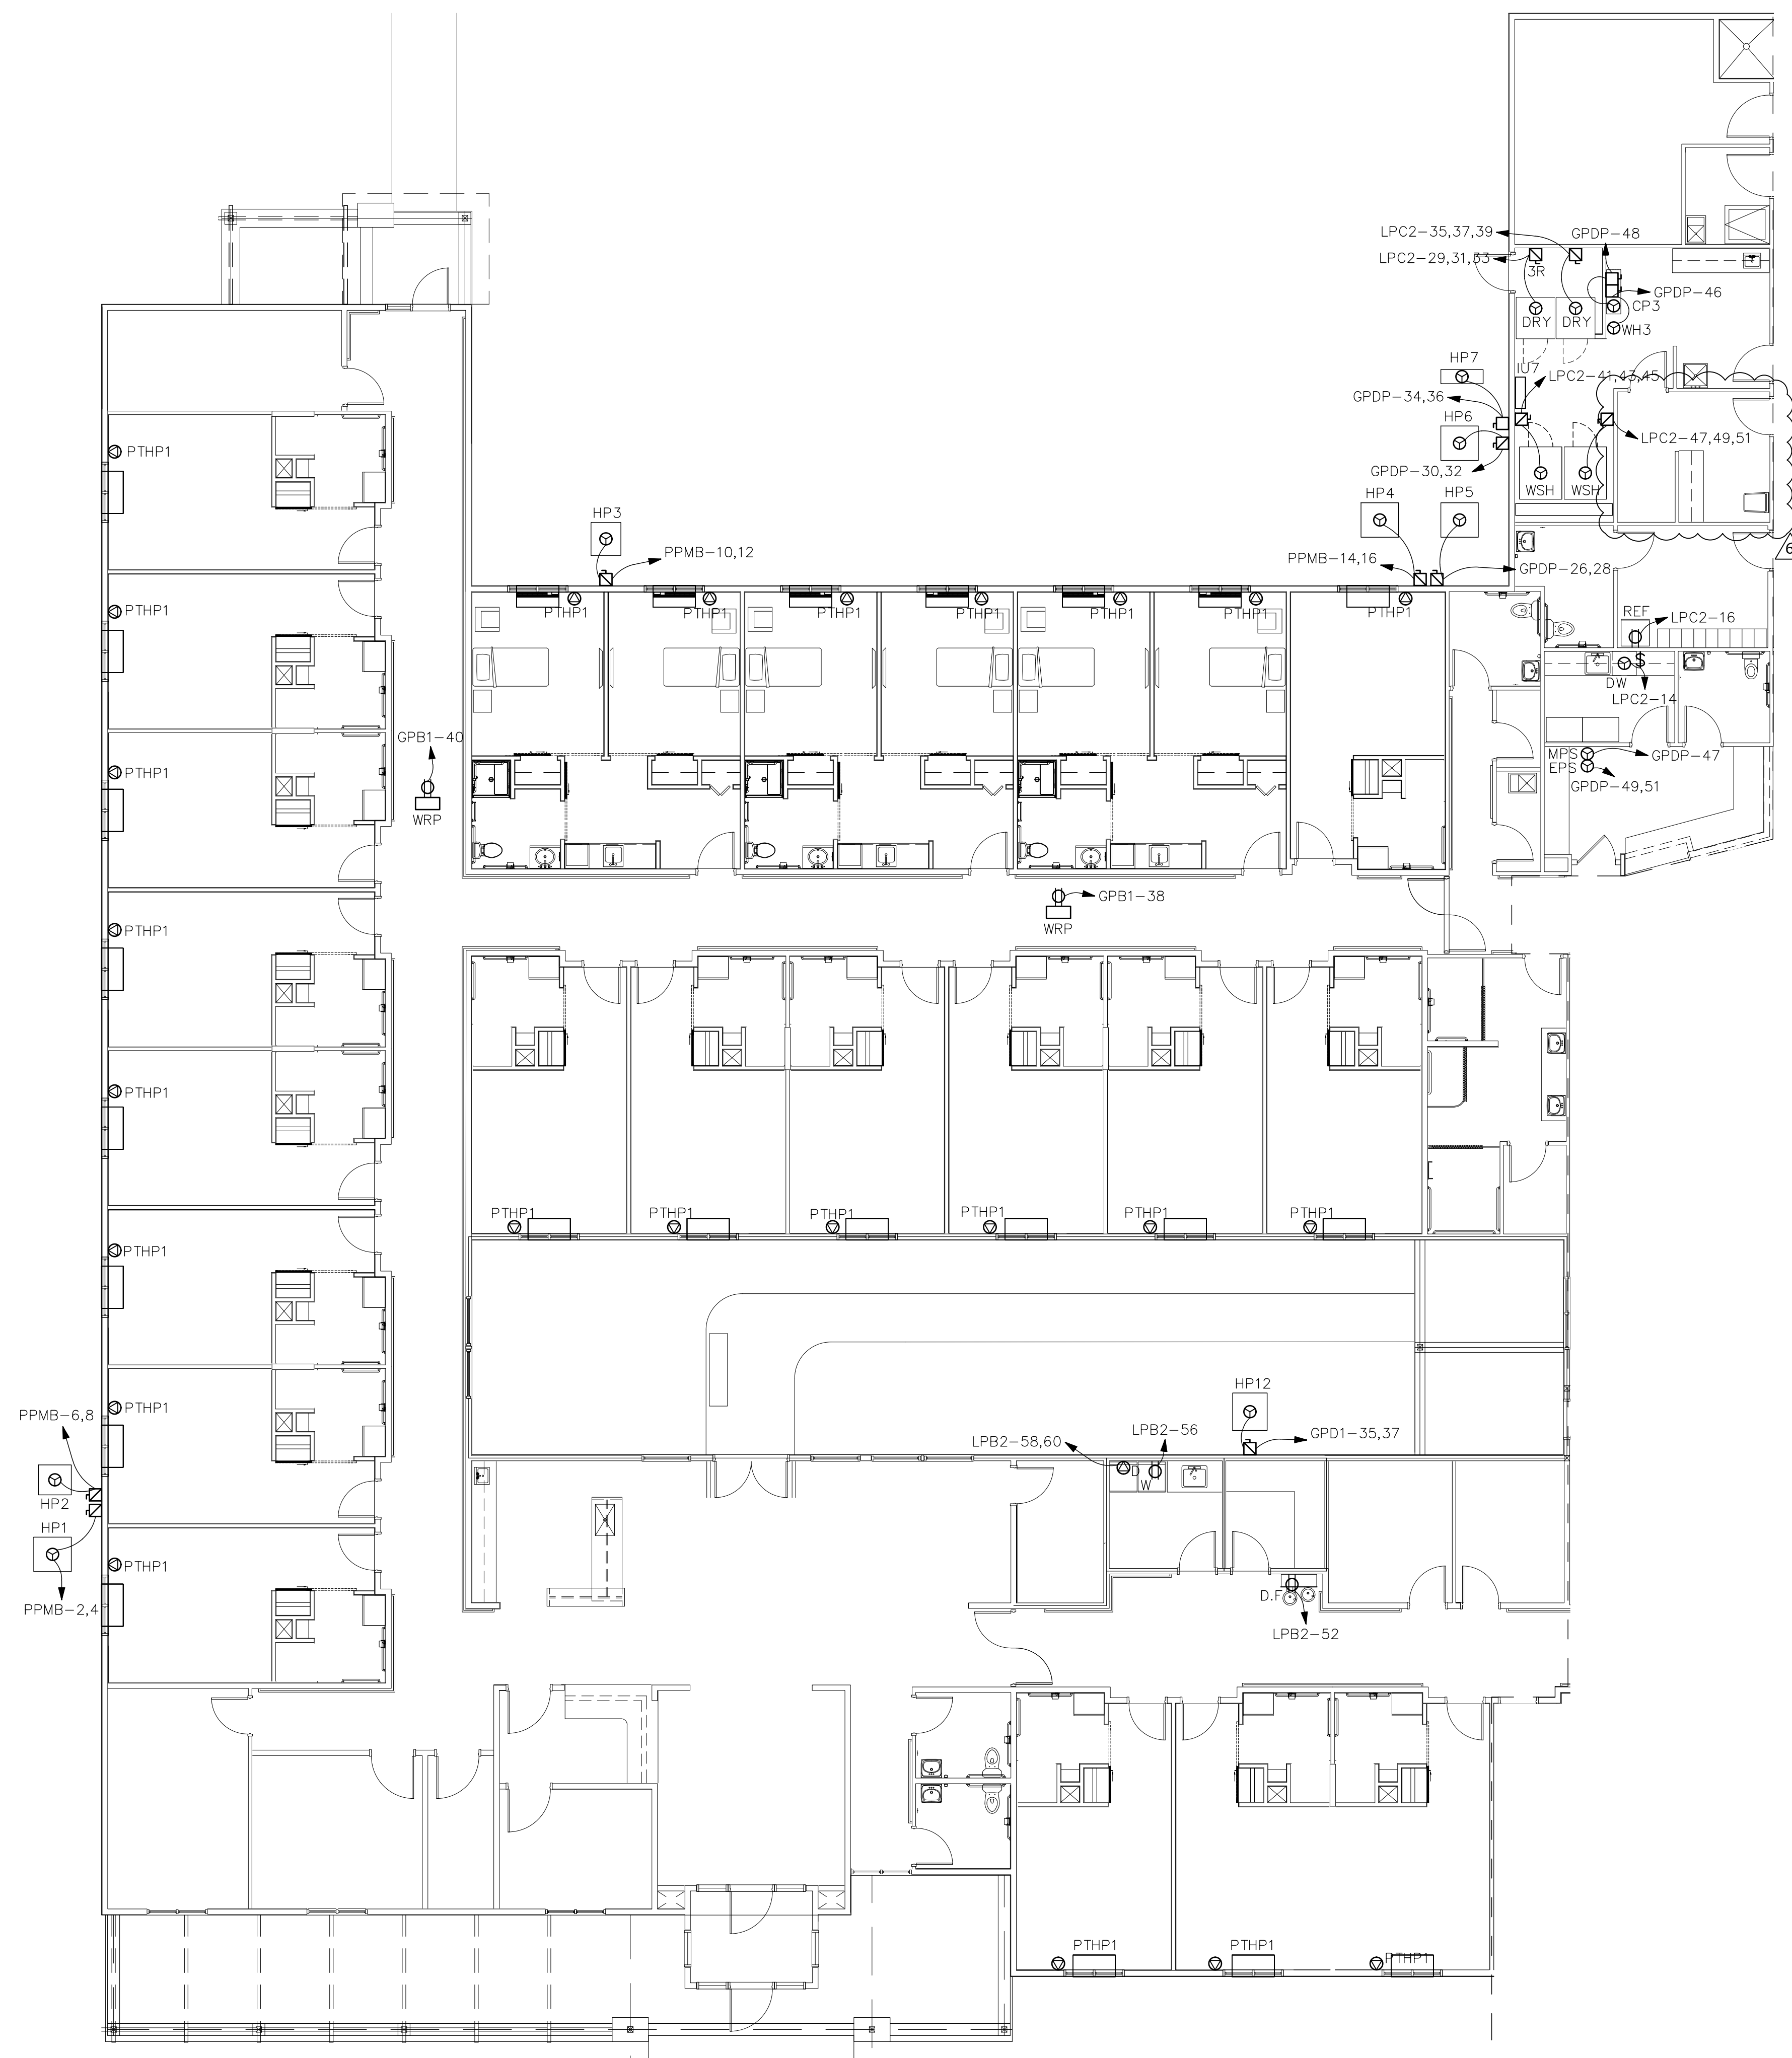 LPC2-35,37,39
GPDP-48
LPC2-29,31,33
3R
GPDP-46
CP3
DRY
DRY
WH3
HP7
IU7
LPC2-41,43,45
GPDP-34,36
HP6
LPC2-47,49,51
PTHP1
GPDP-30,32
WSH
WSH
HP4
HP5
HP3
6
PPMB-10,12
PPMB-14,16
GPDP-26,28
PTHP1
PTHP1
PTHP1
PTHP1
PTHP1
PTHP1
PTHP1
PTHP1
REF
LPC2-16
$
DW
LPC2-14
GPB1-40
MPS
GPDP-47
EPS
PTHP1
GPDP-49,51
WRP
GPB1-38
WRP
PTHP1
PTHP1
PTHP1
PTHP1
PTHP1
PTHP1
PTHP1
PTHP1
PTHP1
HP12
PTHP1
PPMB-6,8
LPB2-56
GPD1-35,37
LPB2-58,60
D
W
HP2
HP1
PTHP1
D.F
PPMB-2,4
LPB2-52
PTHP1
PTHP1
PTHP1